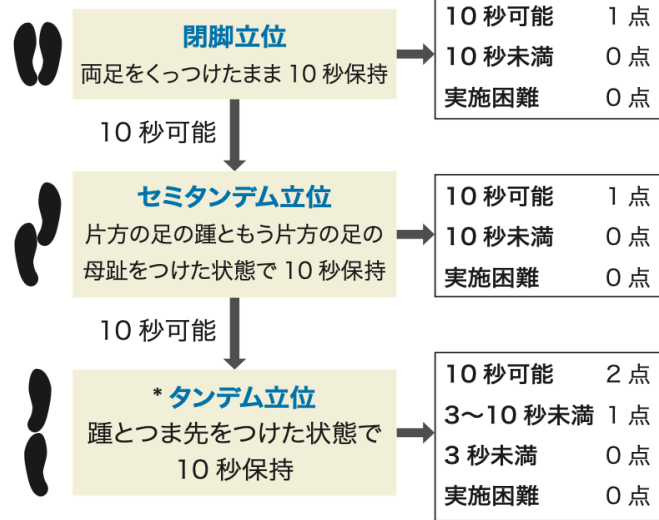 閉脚立位
両足をくっつけたまま 10 秒保持
10 秒可能 1 点
10 秒未満 0 点
実施困難 0 点
10 秒可能
セミタンデム立位
片方の足の踵ともう片方の足の
母趾をつけた状態で 10 秒保持
10 秒可能 1 点
10 秒未満 0 点
実施困難 0 点
10 秒可能
*タンデム立位
踵とつま先をつけた状態で
10 秒保持
10 秒可能 2 点
3〜10 秒未満 1 点
3 秒未満 0 点
実施困難 0 点